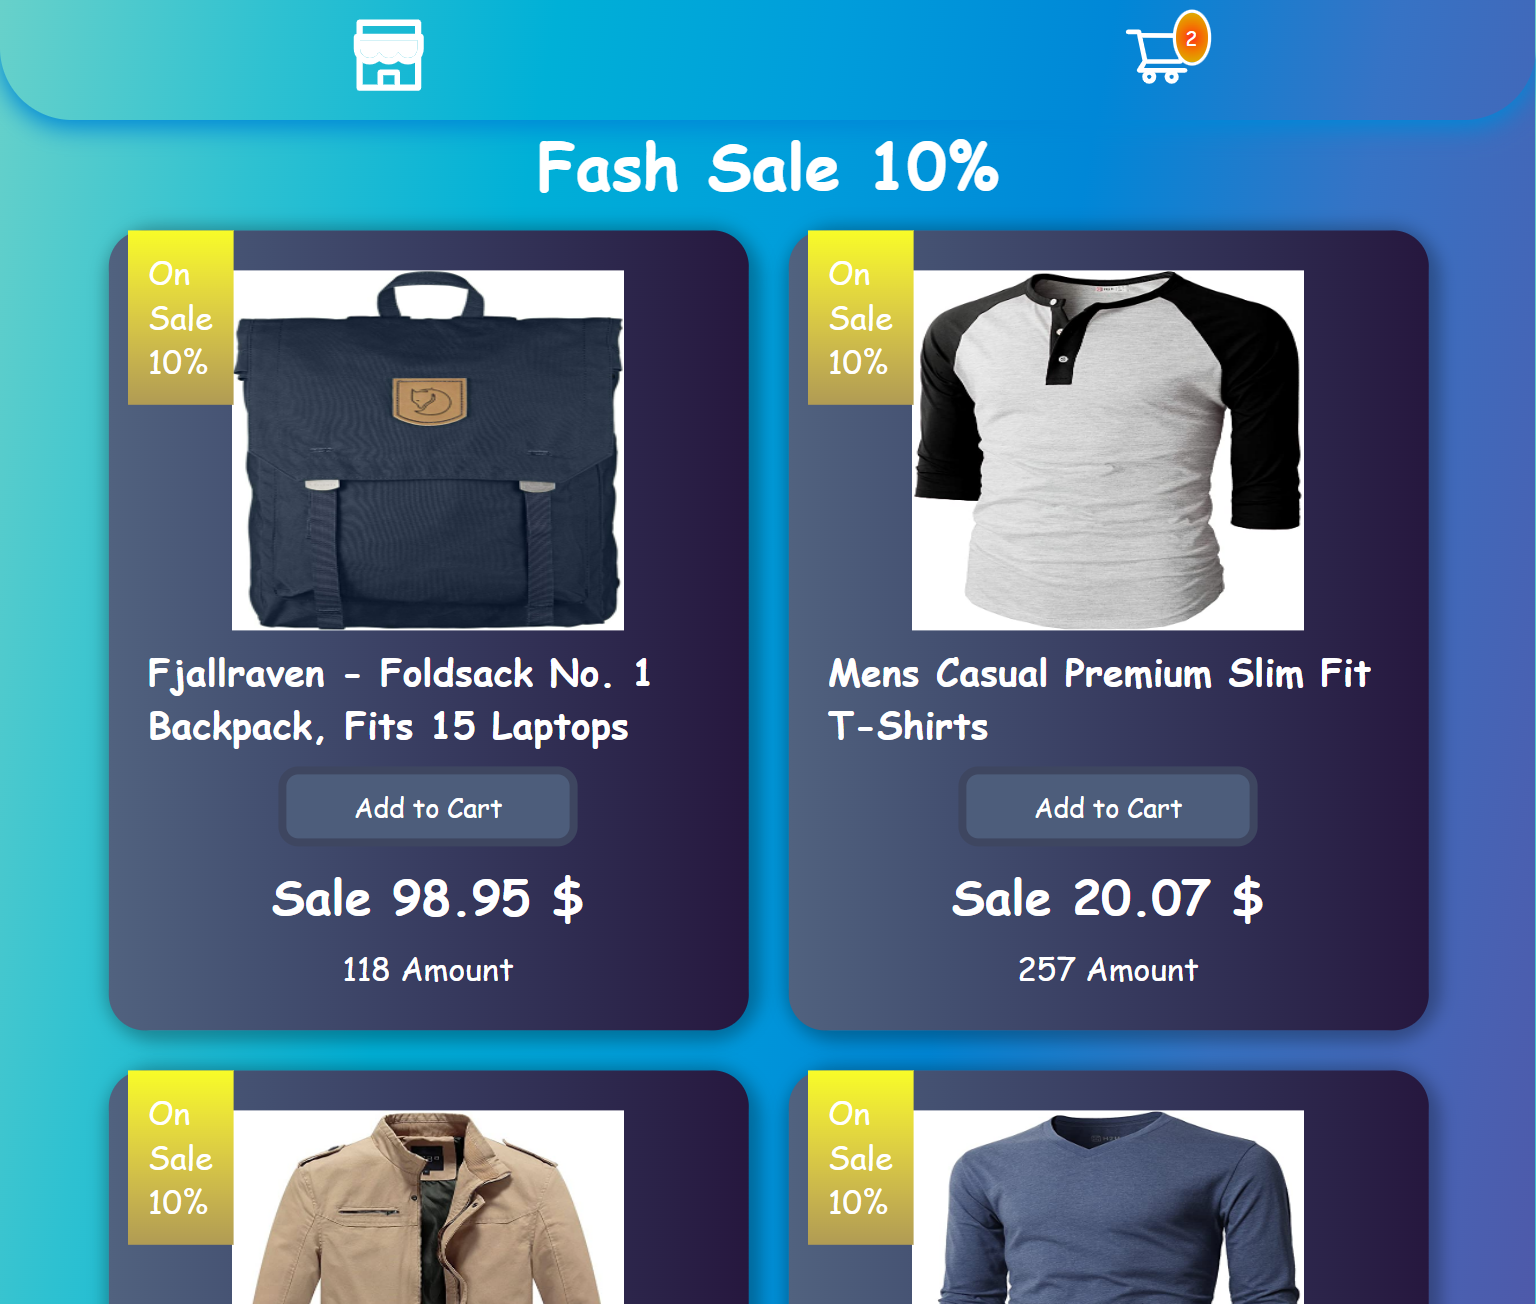 2
Fash Sale 10%
On
Sale
10%
Fjallraven - Foldsack No. 1
Backpack, Fits 15 Laptops
Add to Cart
Sale 98.95 $
118 Amount
On
Sale
10%
Mens Casual Premium Slim Fit
T-Shirts
Add to Cart
Sale 20.07 $
257 Amount
On
Sale
10%
On
Sale
10%